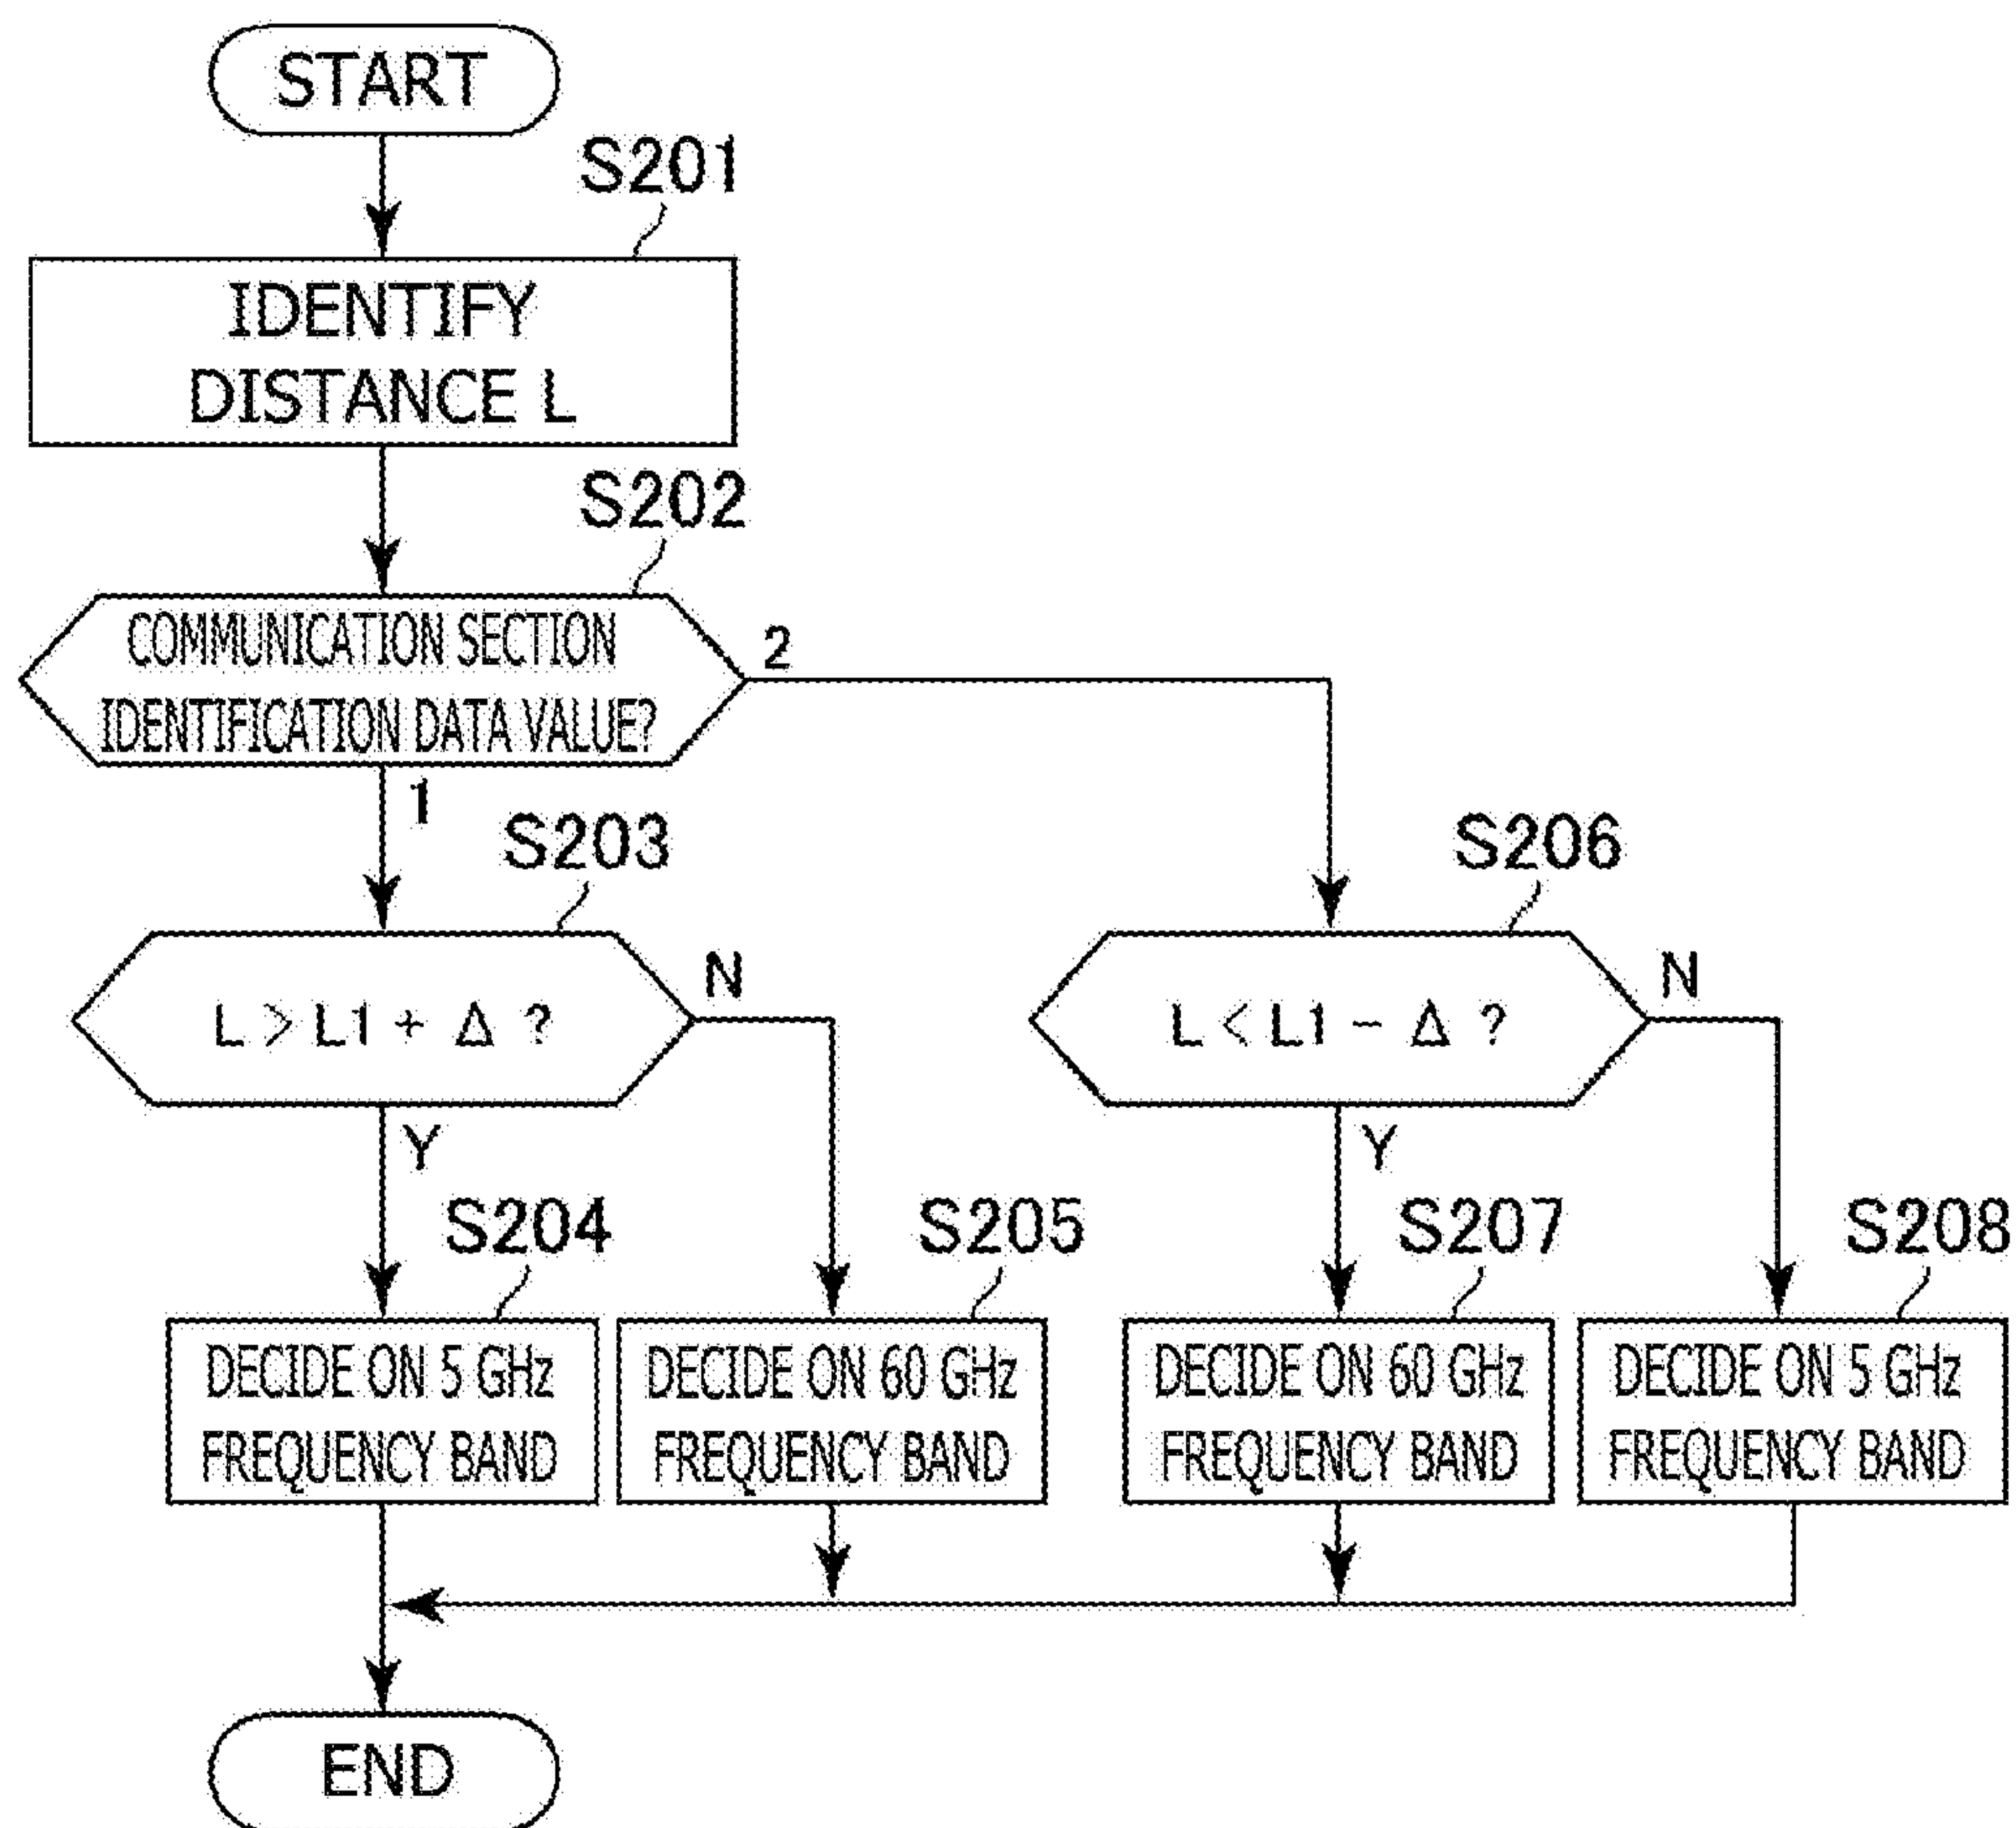 START
S201
IDENTIFY
DISTANCE L
S202
COMMUNICATION SECTION
IDENTIFICATION DATA VALUE?
2
1
S203
L > L1 + Δ ?
N
Y
S206
L < L1 - Δ ?
N
Y
S204
DECIDE ON 5 GHz
FREQUENCY BAND
S205
DECIDE ON 60 GHz
FREQUENCY BAND
S207
DECIDE ON 60 GHz
FREQUENCY BAND
S208
DECIDE ON 5 GHz
FREQUENCY BAND
END